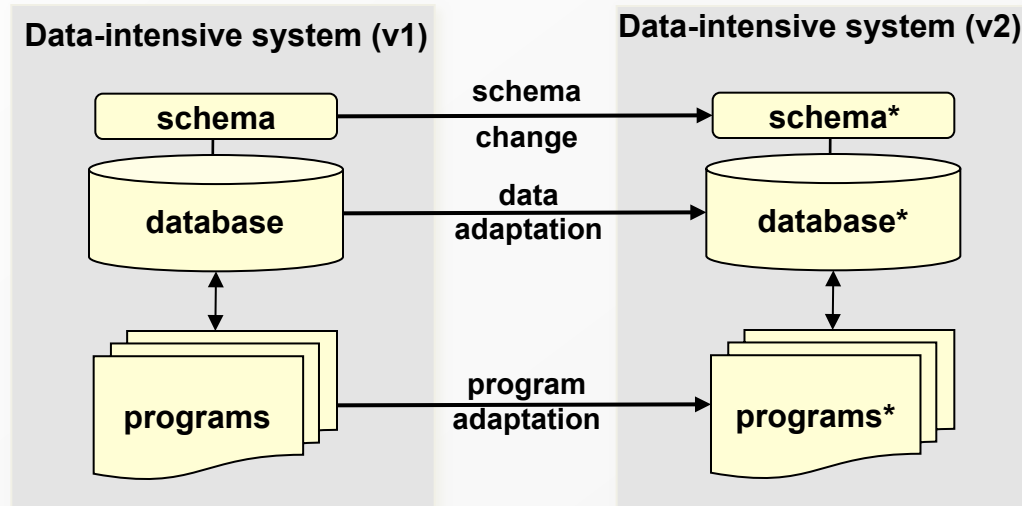 Data-intensive system (v1)
Data-intensive system (v2)
schema
schema
change
schema*
database
data
adaptation
database*
programs
program
adaptation
programs*